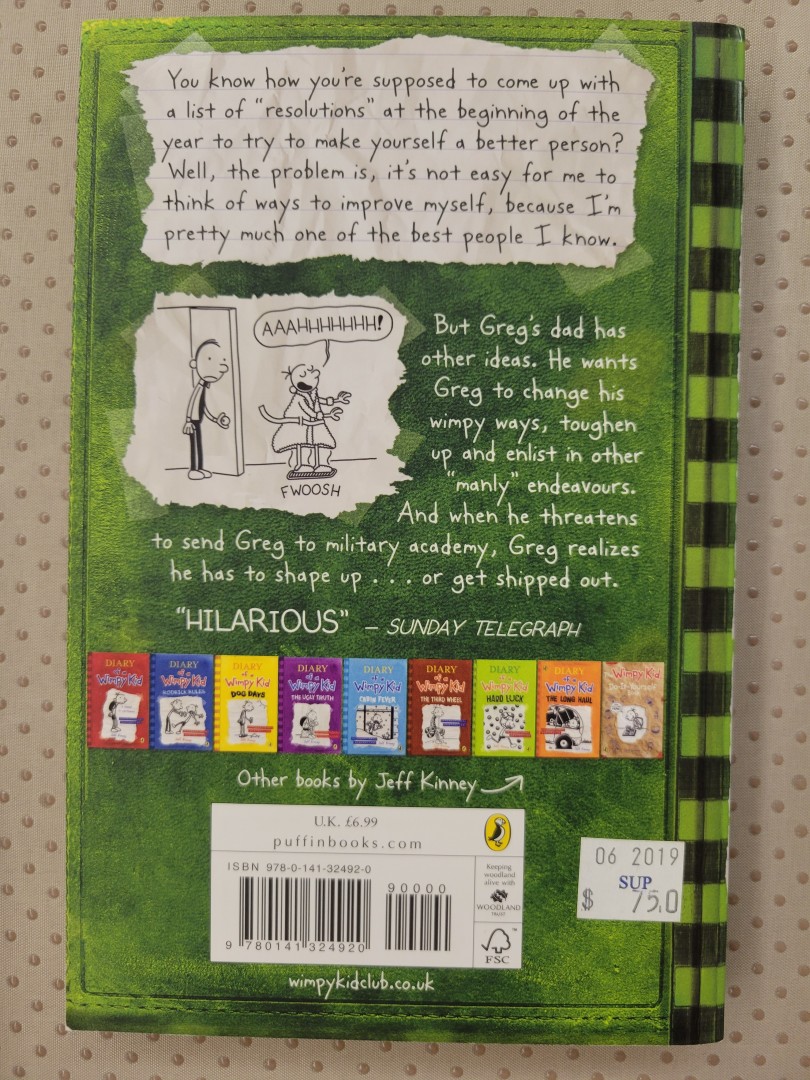 You know how you're supposed to come up with
a list of "resolutions" at the beginning of the
year to try to make yourself a better person?
Well, the problem is, it's not easy for me to
think of ways to improve myself, because I'm
pretty much one of the best people I know.
AAAHHHHHHH!
FWOOSH
But Greg's dad has
other ideas. He wants
Greg to change his
wimpy ways, toughen
up and enlist in other
"manly" endeavours.
And when he threatens
to send Greg to military academy, Greg realizes
he has to shape up . . . or get shipped out.
"HILARIOUS" – SUNDAY TELEGRAPH
DIARY
of a
Wimpy Kid
DIARY
of a
Wimpy Kid
RODRICK RULES
DIARY
of a
Wimpy Kid
DOG DAYS
DIARY
of a
Wimpy Kid
THE UGLY TRUTH
DIARY
of a
Wimpy Kid
CABIN FEVER
DIARY
of a
Wimpy Kid
THE THIRD WHEEL
DIARY
of a
Wimpy Kid
HARD LUCK
DIARY
of a
Wimpy Kid
THE LONG HAUL
Wimpy Kid
Other books by Jeff Kinney
U.K. £6.99
puffinbooks.com
ISBN 978-0-141-32492-0
90000
9 780141 324920
Keeping
woodland
alive with
WOODLAND
TRUST
FSC
™
06 2019
SUP
$ 75.0
wimpykidclub.co.uk